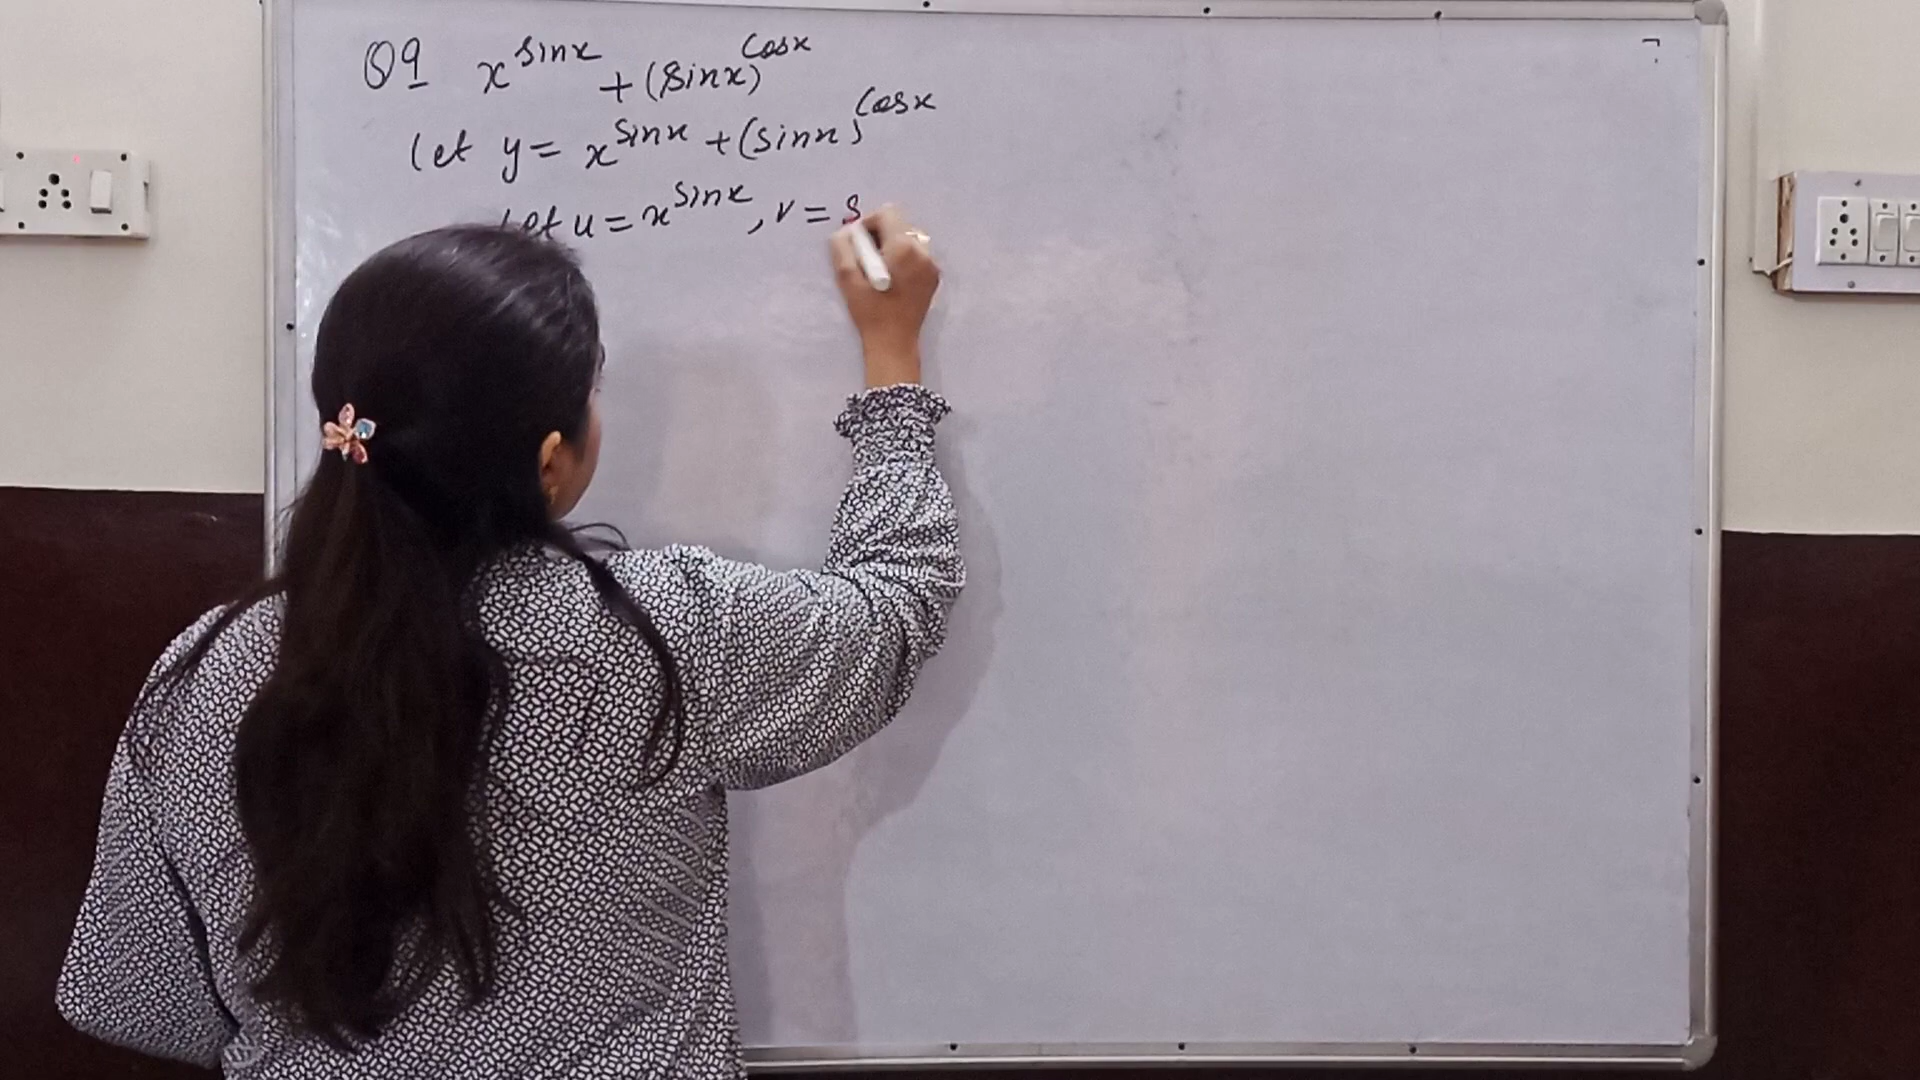 Q9 x^sinx + (sinx)^cosx
let y = x^sinx + (sinx)^cosx
let u = x^sinx, v = s